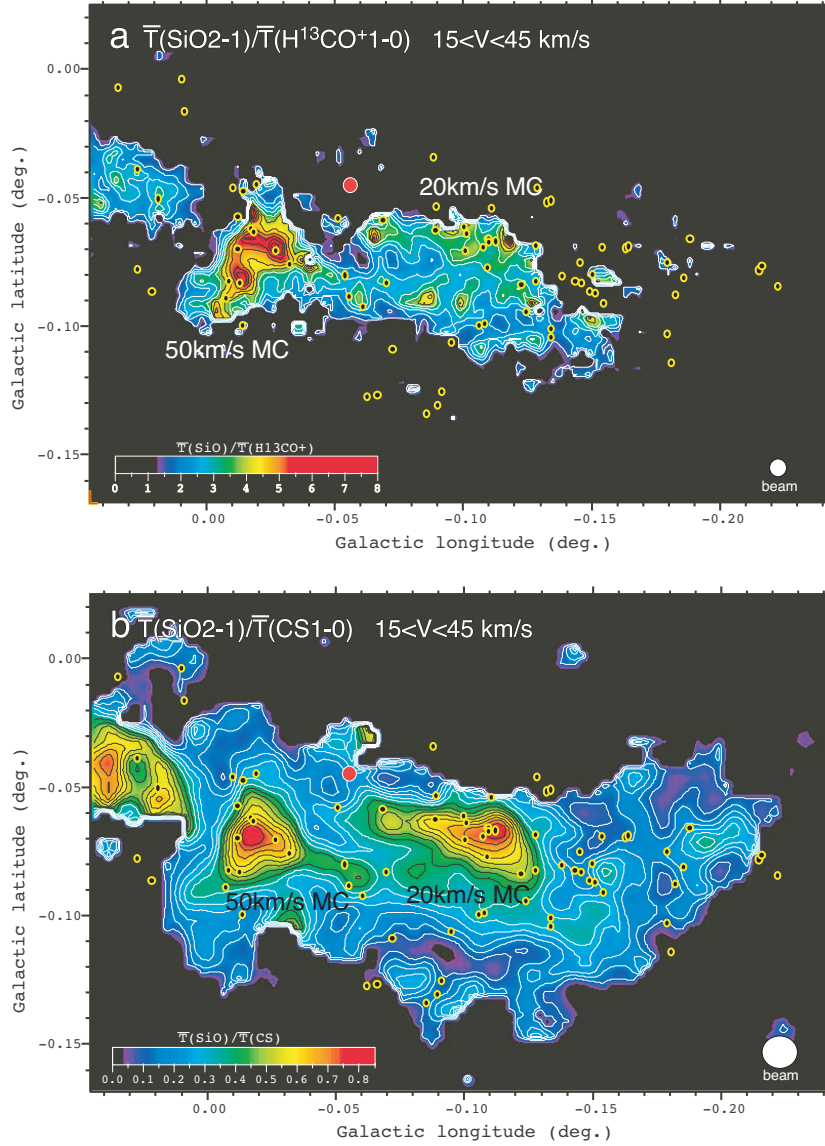 a T̅(SiO2-1)/T̅(H¹³CO⁺1-0) 15<V<45 km/s
0.00
-0.05
-0.10
-0.15
Galactic latitude (deg.)
20km/s MC
50km/s MC
T̅(SiO)/T̅(H13CO+)
0 1 2 3 4 5 6 7 8
beam
0.00 -0.05 -0.10 -0.15 -0.20
Galactic longitude (deg.)
b T̅(SiO2-1)/T̅(CS1-0) 15<V<45 km/s
0.00
-0.05
-0.10
-0.15
Galactic latitude (deg.)
50km/s MC
20km/s MC
T̅(SiO)/T̅(CS)
0.0 0.1 0.2 0.3 0.4 0.5 0.6 0.7 0.8
beam
0.00 -0.05 -0.10 -0.15 -0.20
Galactic longitude (deg.)